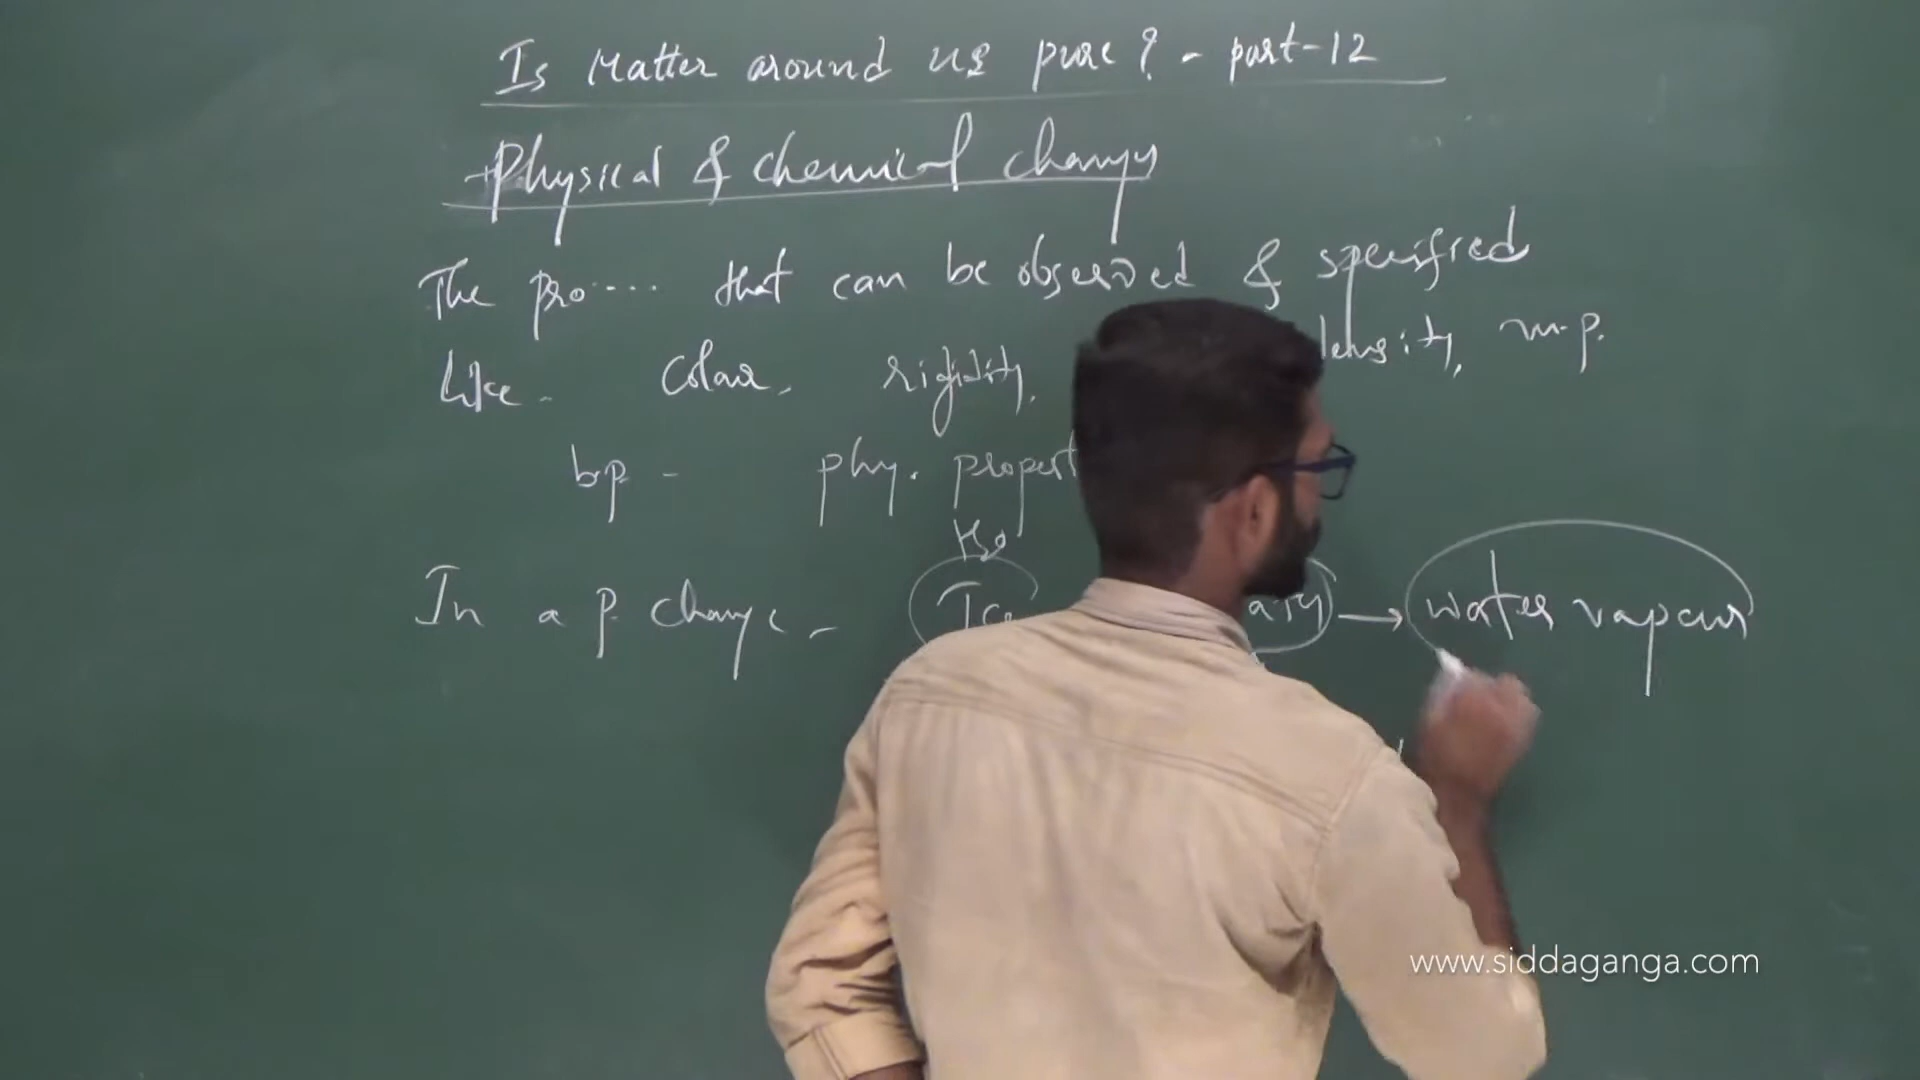 Is Matter around us pure? - part-12
Physical & chemical changes
The pro.... that can be observed & specified
like - Colour, rigidity, density, m.p.
bp - phy. propert
H2O
In a p. change - Ice → water vapour
www.siddaganga.com